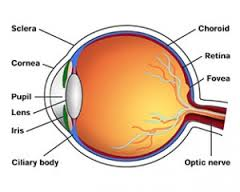 Sclera
Cornea
Pupil
Lens
Iris
Ciliary body
Choroid
Retina
Fovea
Optic nerve